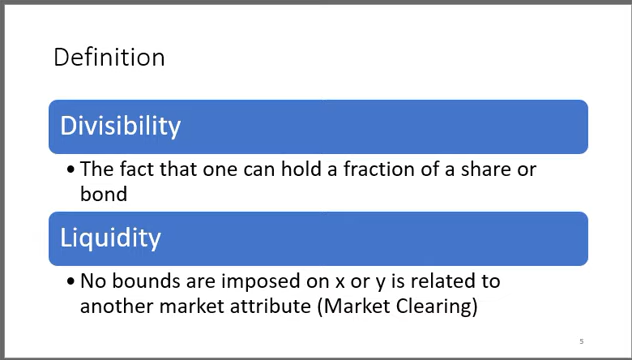 Definition
Divisibility
• The fact that one can hold a fraction of a share or
bond
Liquidity
• No bounds are imposed on x or y is related to
another market attribute (Market Clearing)
5